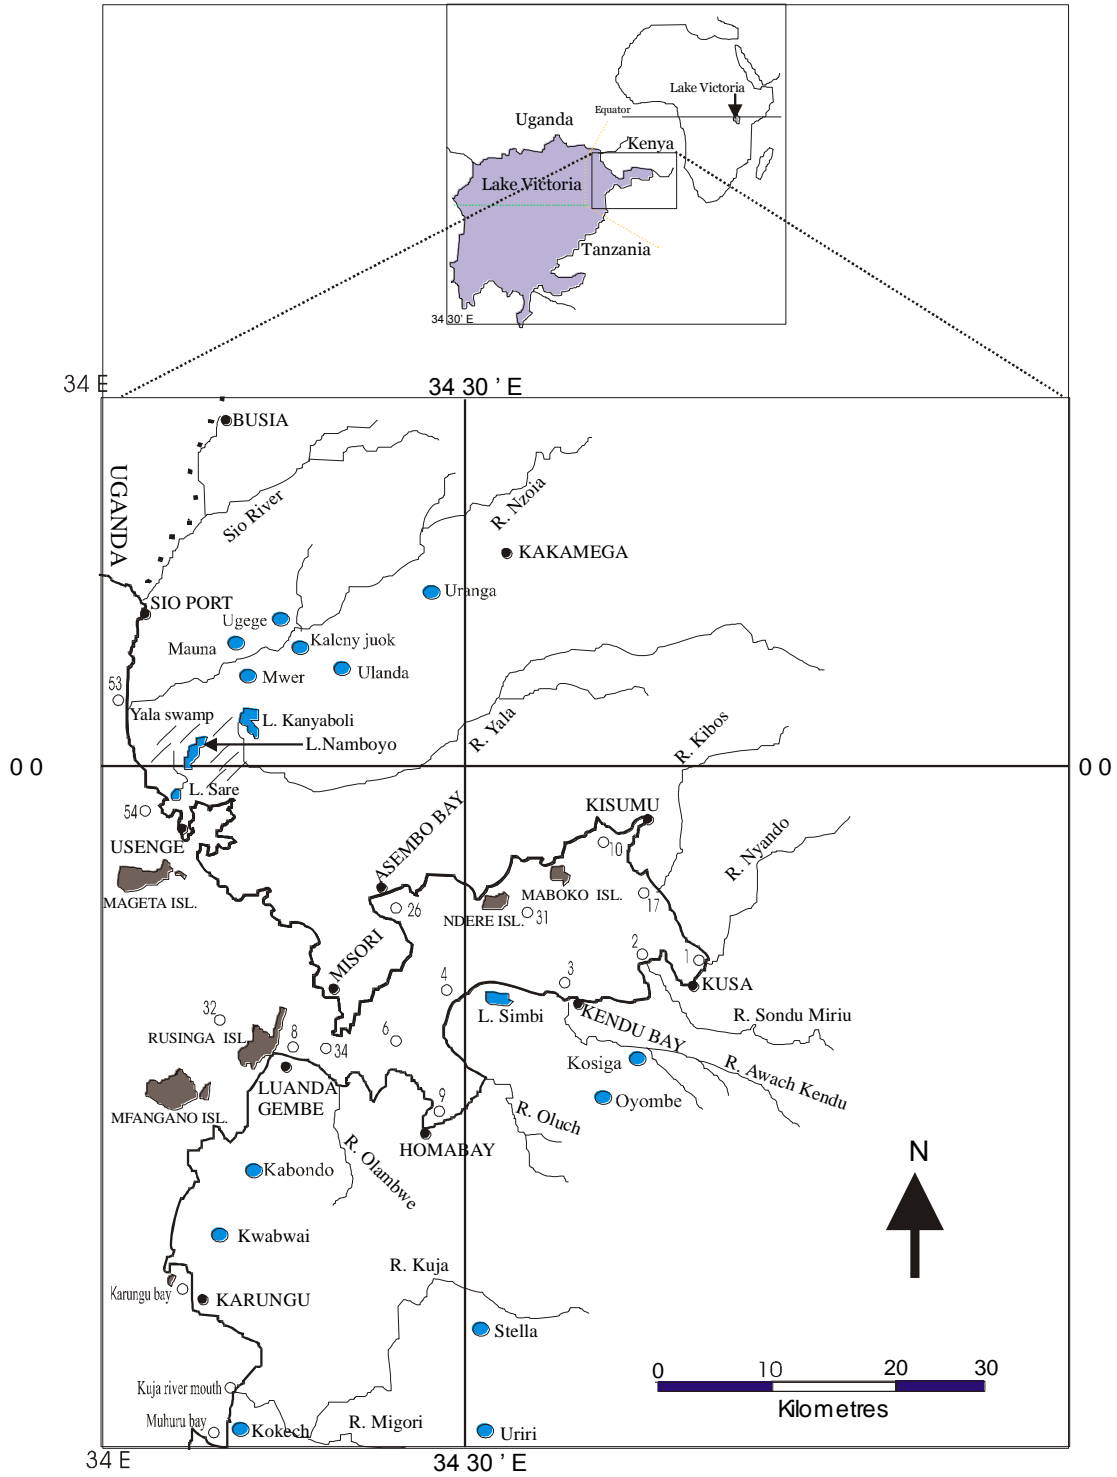 Lake Victoria
Equator
Uganda
Kenya
Lake Victoria
Tanzania
34 30' E
34 E
34 30 ' E
BUSIA
UGANDA
Sio River
R. Nzoia
KAKAMEGA
Uranga
SIO PORT
Ugege
Mauna
Kalcny juok
Mwer
Ulanda
53
Yala swamp
L. Kanyaboli
R. Yala
R. Kibos
L.Namboyo
0 0
0 0
L. Sare
54
KISUMU
ASEMBO BAY
USENGE
10
R. Nyando
MAGETA ISL.
MABOKO ISL.
17
26
NDERE ISL.
31
MISORI
2
1
4
3
KUSA
32
L. Simbi
KENDU BAY
R. Sondu Miriu
RUSINGA ISL
8
34
6
Kosiga
R. Awach Kendu
LUANDA
GEMBE
MFANGANO ISL.
9
R. Oluch
Oyombe
HOMABAY
R. Olambwe
N
Kabondo
Kwabwai
R. Kuja
Karungu bay
KARUNGU
Stella
0
10
20
30
Kilometres
Kuja river mouth
Muhuru bay
Kokech
R. Migori
Uriri
34 E
34 30 ' E